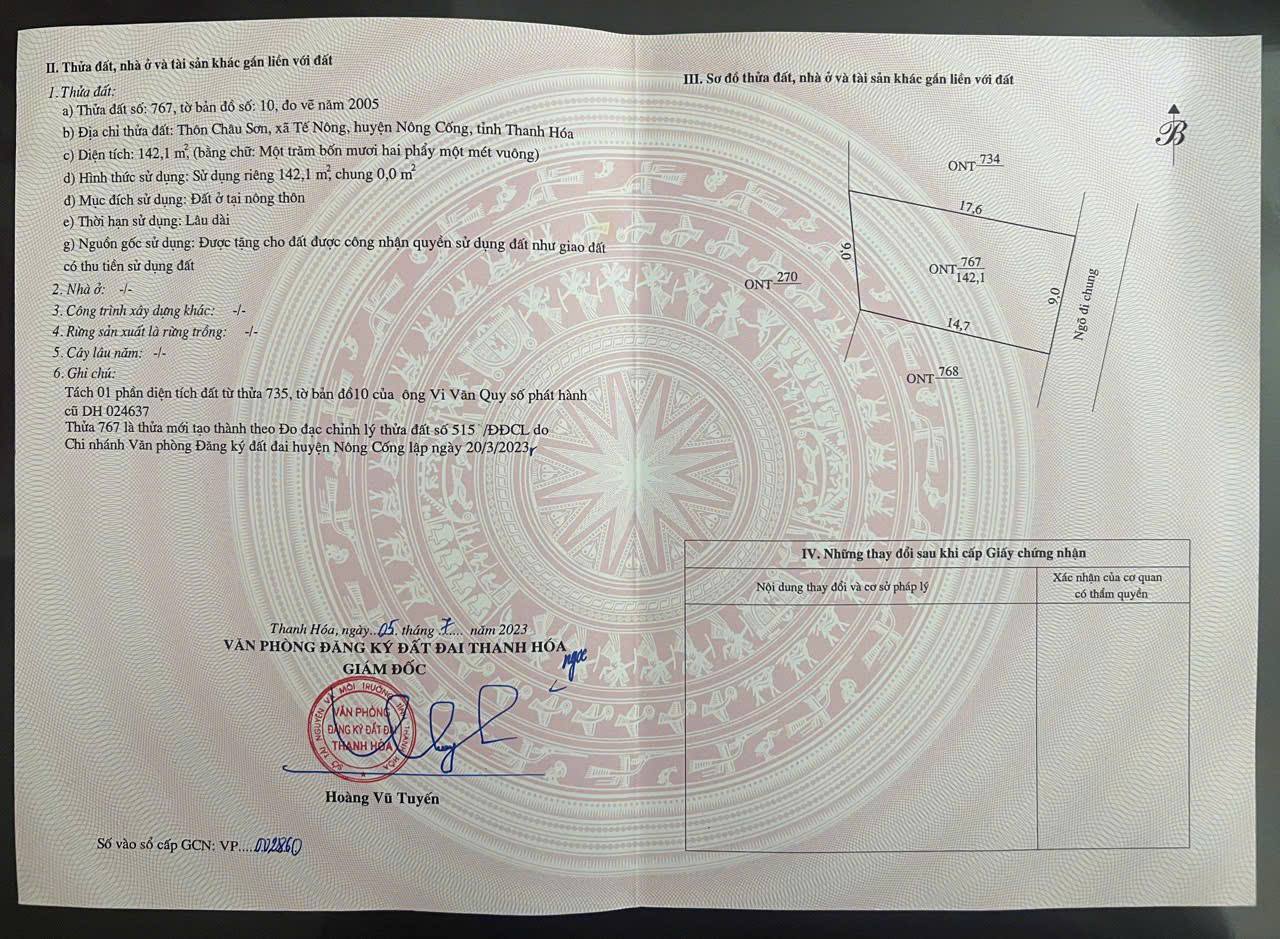 II. Thửa đất, nhà ở và tài sản khác gắn liền với đất
1. Thửa đất:
a) Thửa đất số: 767, tờ bản đồ số: 10, đo vẽ năm 2005
b) Địa chỉ thửa đất: Thôn Châu Sơn, xã Tế Nông, huyện Nông Cống, tỉnh Thanh Hóa
c) Diện tích: 142,1 m², (bằng chữ: Một trăm bốn mươi hai phẩy một mét vuông)
d) Hình thức sử dụng: Sử dụng riêng 142,1 m², chung 0,0 m²
đ) Mục đích sử dụng: Đất ở tại nông thôn
e) Thời hạn sử dụng: Lâu dài
g) Nguồn gốc sử dụng: Được tặng cho đất được công nhận quyền sử dụng đất như giao đất
có thu tiền sử dụng đất
2. Nhà ở: -/-
3. Công trình xây dựng khác: -/-
4. Rừng sản xuất là rừng trồng: -/-
5. Cây lâu năm: -/-
6. Ghi chú:
Tách 01 phần diện tích đất từ thửa 735, tờ bản đồ10 của ông Vi Văn Quy số phát hành
cũ DH 024637
Thửa 767 là thửa mới tạo thành theo Đo đạc chỉnh lý thửa đất số 515 /ĐĐCL do
Chi nhánh Văn phòng Đăng ký đất đai huyện Nông Cống lập ngày 20/3/2023
Thanh Hóa, ngày..05. tháng 7.... năm 2023
VĂN PHÒNG ĐĂNG KÝ ĐẤT ĐAI THANH HÓA
ngọc
GIÁM ĐỐC
SỞ TÀI NGUYÊN VÀ MÔI TRƯỜNG TỈNH THANH HÓA
VĂN PHÒNG
ĐĂNG KÝ ĐẤT ĐAI
THANH HÓA
Hoàng Vũ Tuyến
Số vào sổ cấp GCN: VP....002860
III. Sơ đồ thửa đất, nhà ở và tài sản khác gắn liền với đất
B
ONT 734
17,6
9,0
ONT 767
142,1
ONT 270
9,0
Ngõ đi chung
14,7
ONT 768
IV. Những thay đổi sau khi cấp Giấy chứng nhận
Nội dung thay đổi và cơ sở pháp lý
Xác nhận của cơ quan
có thẩm quyền